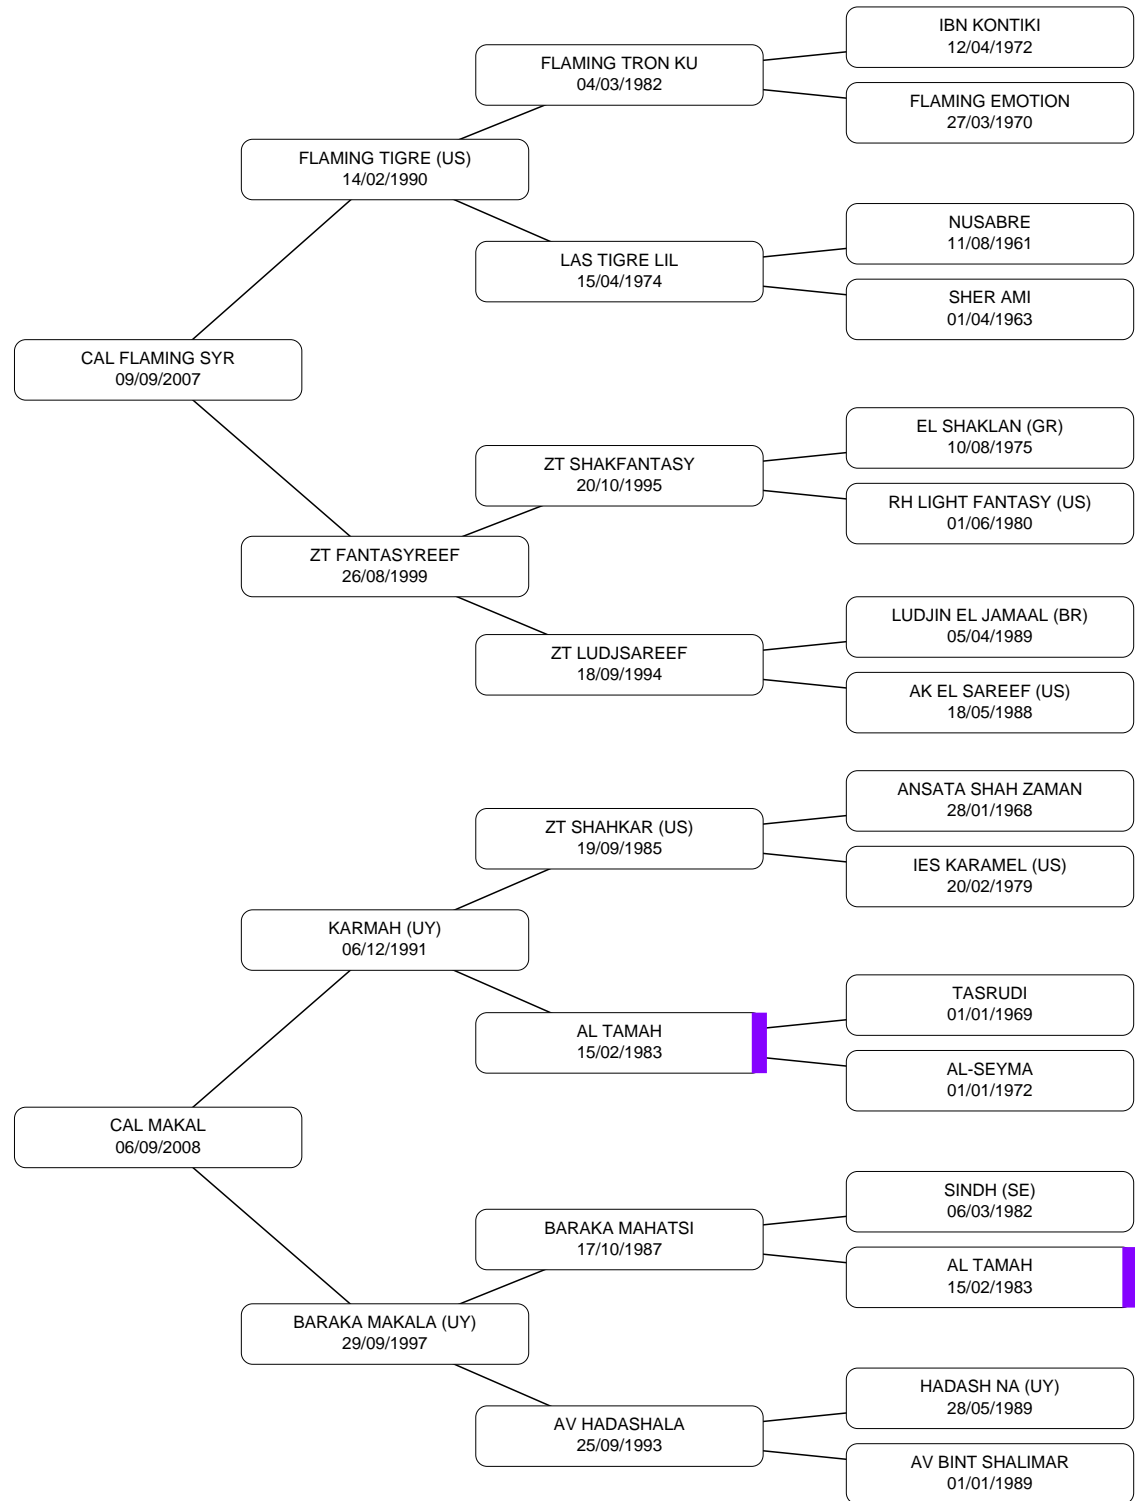 IBN KONTIKI
12/04/1972
FLAMING TRON KU
04/03/1982
FLAMING EMOTION
27/03/1970
FLAMING TIGRE (US)
14/02/1990
NUSABRE
11/08/1961
LAS TIGRE LIL
15/04/1974
SHER AMI
01/04/1963
CAL FLAMING SYR
09/09/2007
EL SHAKLAN (GR)
10/08/1975
ZT SHAKFANTASY
20/10/1995
RH LIGHT FANTASY (US)
01/06/1980
ZT FANTASYREEF
26/08/1999
LUDJIN EL JAMAAL (BR)
05/04/1989
ZT LUDJSAREEF
18/09/1994
AK EL SAREEF (US)
18/05/1988
ANSATA SHAH ZAMAN
28/01/1968
ZT SHAHKAR (US)
19/09/1985
IES KARAMEL (US)
20/02/1979
KARMAH (UY)
06/12/1991
TASRUDI
01/01/1969
AL TAMAH
15/02/1983
AL-SEYMA
01/01/1972
CAL MAKAL
06/09/2008
SINDH (SE)
06/03/1982
BARAKA MAHATSI
17/10/1987
AL TAMAH
15/02/1983
BARAKA MAKALA (UY)
29/09/1997
HADASH NA (UY)
28/05/1989
AV HADASHALA
25/09/1993
AV BINT SHALIMAR
01/01/1989